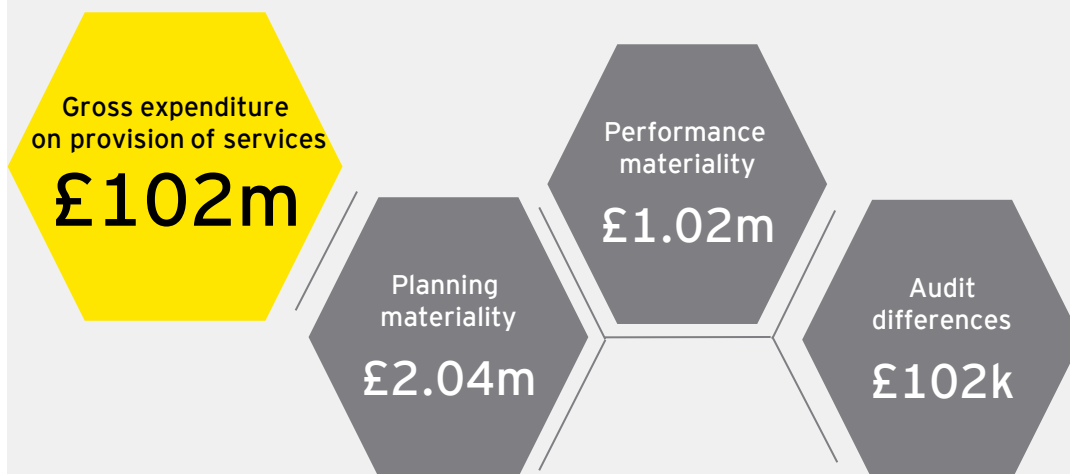 Gross expenditure
on provision of services
£102m
Planning
materiality
£2.04m
Performance
materiality
£1.02m
Audit
differences
£102k